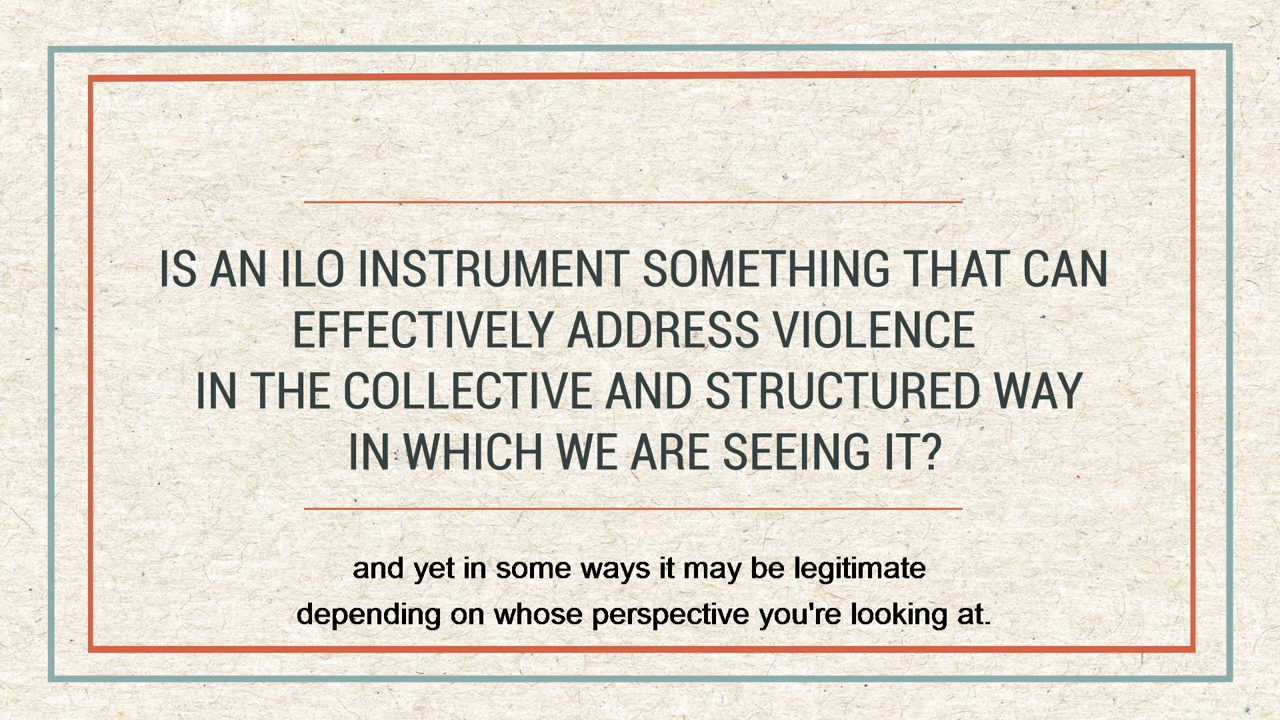 IS AN ILO INSTRUMENT SOMETHING THAT CAN
EFFECTIVELY ADDRESS VIOLENCE
IN THE COLLECTIVE AND STRUCTURED WAY
IN WHICH WE ARE SEEING IT?
and yet in some ways it may be legitimate
depending on whose perspective you're looking at.